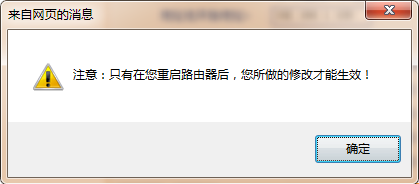 来自网页的消息
注意：只有在您重启路由器后，您所做的修改才能生效！
确定